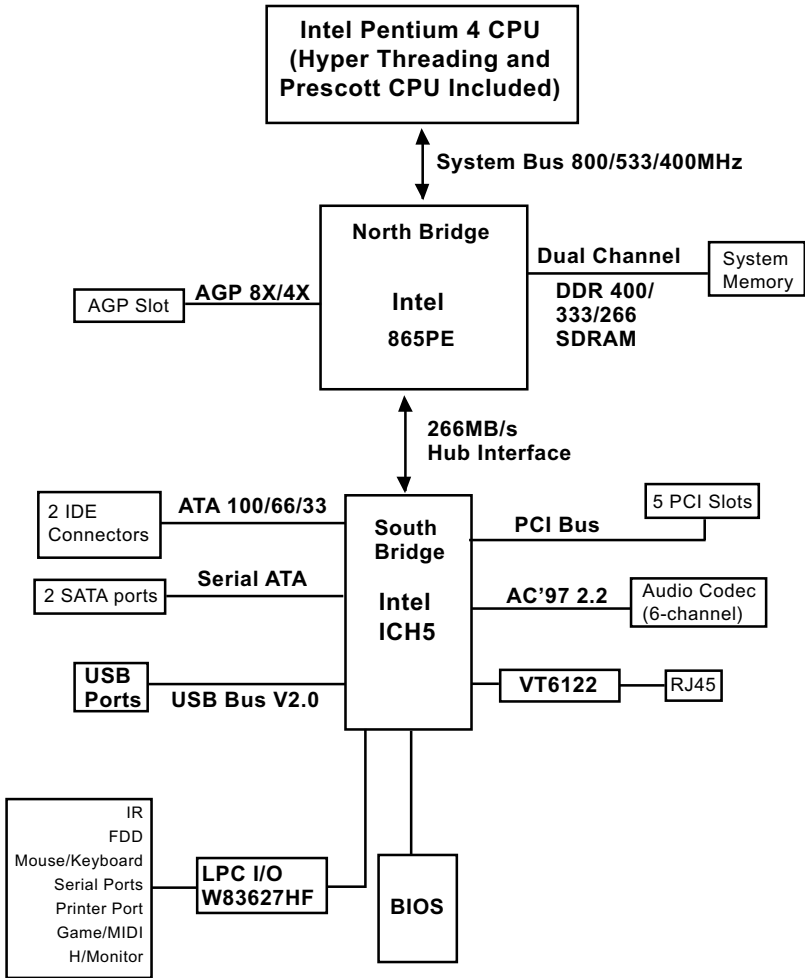 Intel Pentium 4 CPU
(Hyper Threading and
Prescott CPU Included)
System Bus 800/533/400MHz
North Bridge
Intel
865PE
AGP Slot
AGP 8X/4X
Dual Channel
DDR 400/
333/266
SDRAM
System
Memory
266MB/s
Hub Interface
2 IDE
Connectors
ATA 100/66/33
South
Bridge
Intel
ICH5
PCI Bus
5 PCI Slots
2 SATA ports
Serial ATA
AC’97 2.2
Audio Codec
(6-channel)
USB
Ports
USB Bus V2.0
VT6122
RJ45
IR
FDD
Mouse/Keyboard
Serial Ports
Printer Port
Game/MIDI
H/Monitor
LPC I/O
W83627HF
BIOS